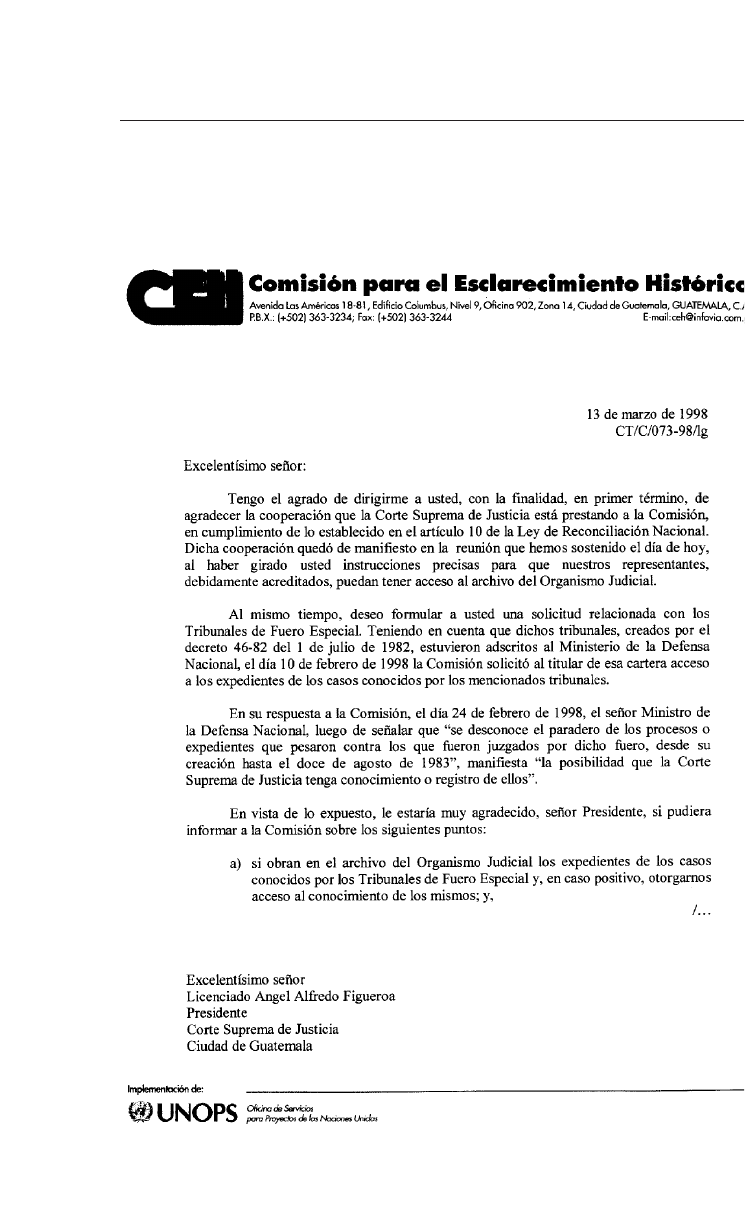 CEH Comisión para el Esclarecimiento Históric
Avenida Las Américas 18-81, Edificio Columbus, Nivel 9, Oficina 902, Zona 14, Ciudad de Guatemala, GUATEMALA, C.
P.B.X.: (+502) 363-3234; Fax: (+502) 363-3244 E-mail:ceh@infovia.com.
13 de marzo de 1998
CT/C/073-98/lg
Excelentísimo señor:
Tengo el agrado de dirigirme a usted, con la finalidad, en primer término, de
agradecer la cooperación que la Corte Suprema de Justicia está prestando a la Comisión,
en cumplimiento de lo establecido en el artículo 10 de la Ley de Reconciliación Nacional.
Dicha cooperación quedó de manifiesto en la reunión que hemos sostenido el día de hoy,
al haber girado usted instrucciones precisas para que nuestros representantes,
debidamente acreditados, puedan tener acceso al archivo del Organismo Judicial.
Al mismo tiempo, deseo formular a usted una solicitud relacionada con los
Tribunales de Fuero Especial. Teniendo en cuenta que dichos tribunales, creados por el
decreto 46-82 del 1 de julio de 1982, estuvieron adscritos al Ministerio de la Defensa
Nacional, el día 10 de febrero de 1998 la Comisión solicitó al titular de esa cartera acceso
a los expedientes de los casos conocidos por los mencionados tribunales.
En su respuesta a la Comisión, el día 24 de febrero de 1998, el señor Ministro de
la Defensa Nacional, luego de señalar que “se desconoce el paradero de los procesos o
expedientes que pesaron contra los que fueron juzgados por dicho fuero, desde su
creación hasta el doce de agosto de 1983”, manifiesta “la posibilidad que la Corte
Suprema de Justicia tenga conocimiento o registro de ellos”.
En vista de lo expuesto, le estaría muy agradecido, señor Presidente, si pudiera
informar a la Comisión sobre los siguientes puntos:
a) si obran en el archivo del Organismo Judicial los expedientes de los casos
conocidos por los Tribunales de Fuero Especial y, en caso positivo, otorgarnos
acceso al conocimiento de los mismos; y,
/...
Excelentísimo señor
Licenciado Angel Alfredo Figueroa
Presidente
Corte Suprema de Justicia
Ciudad de Guatemala
Implementación de:
UNOPS Oficina de Servicios
para Proyectos de las Naciones Unidas